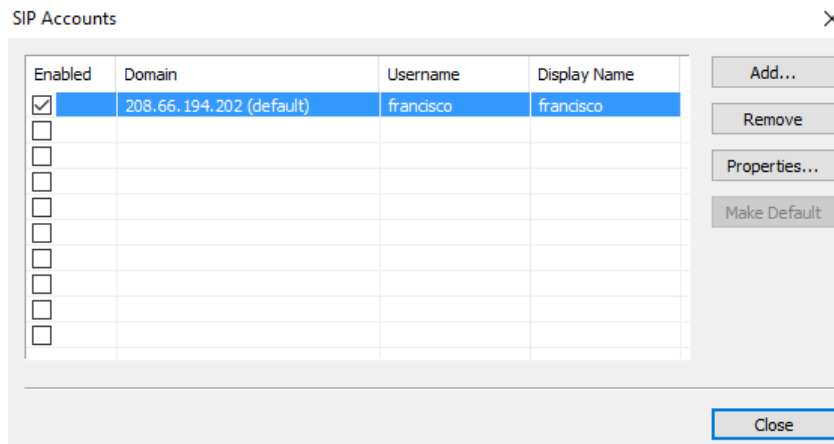 SIP Accounts
Enabled Domain Username Display Name
208.66.194.202 (default) francisco francisco
Add...
Remove
Properties...
Make Default
Close